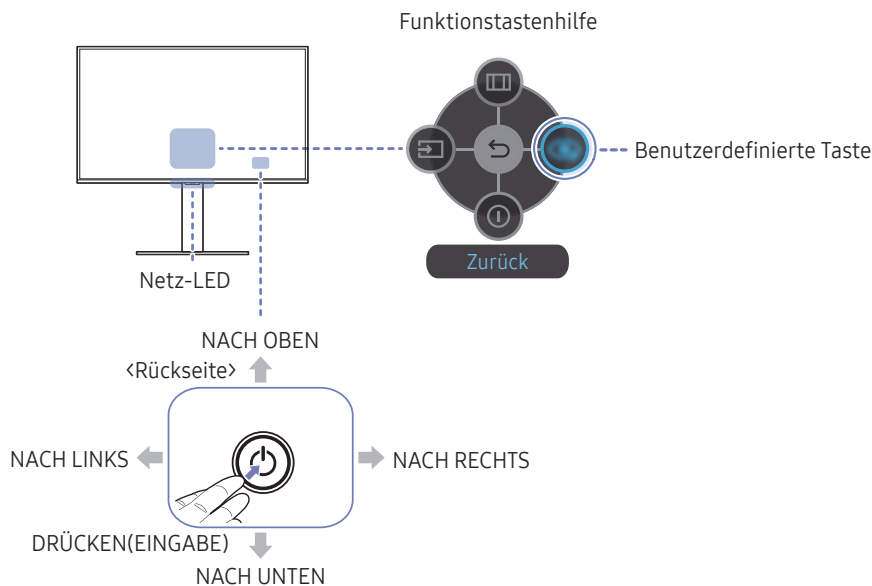 Funktionstastenhilfe
Benutzerdefinierte Taste
Zurück
Netz-LED
NACH OBEN
<Rückseite>
NACH LINKS
NACH RECHTS
DRÜCKEN(EINGABE)
NACH UNTEN